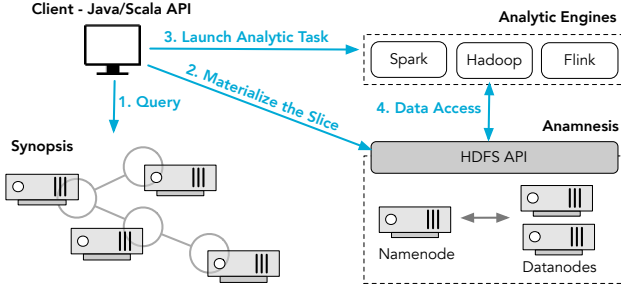 Client - Java/Scala API
Analytic Engines
3. Launch Analytic Task
Spark
Hadoop
Flink
2. Materialize the Slice
1. Query
4. Data Access
Anamnesis
Synopsis
HDFS API
Namenode
Datanodes